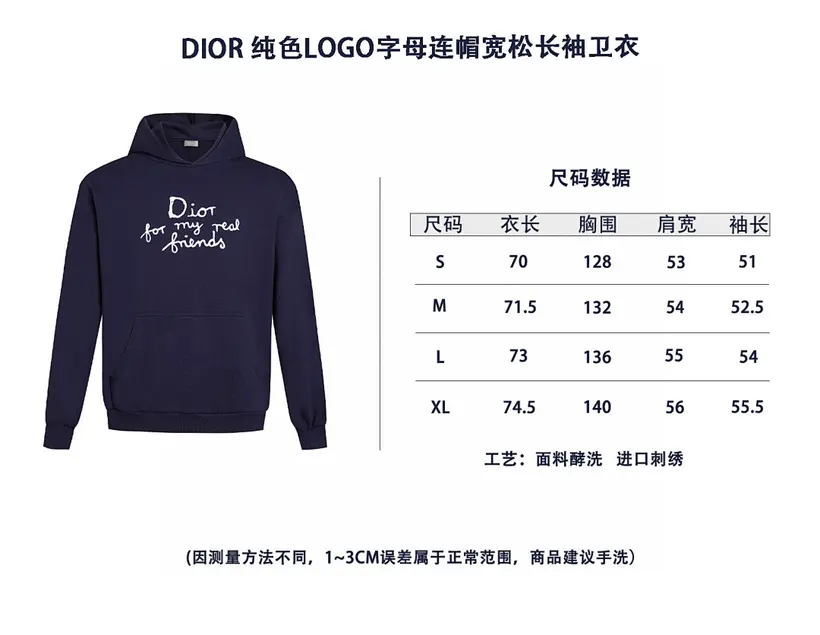 DIOR 纯色LOGO字母连帽宽松长袖卫衣
Dior
for my real
friends
尺码数据
尺码 衣长 胸围 肩宽 袖长
S 70 128 53 51
M 71.5 132 54 52.5
L 73 136 55 54
XL 74.5 140 56 55.5
工艺：面料酵洗 进口刺绣
(因测量方法不同，1~3CM误差属于正常范围，商品建议手洗)